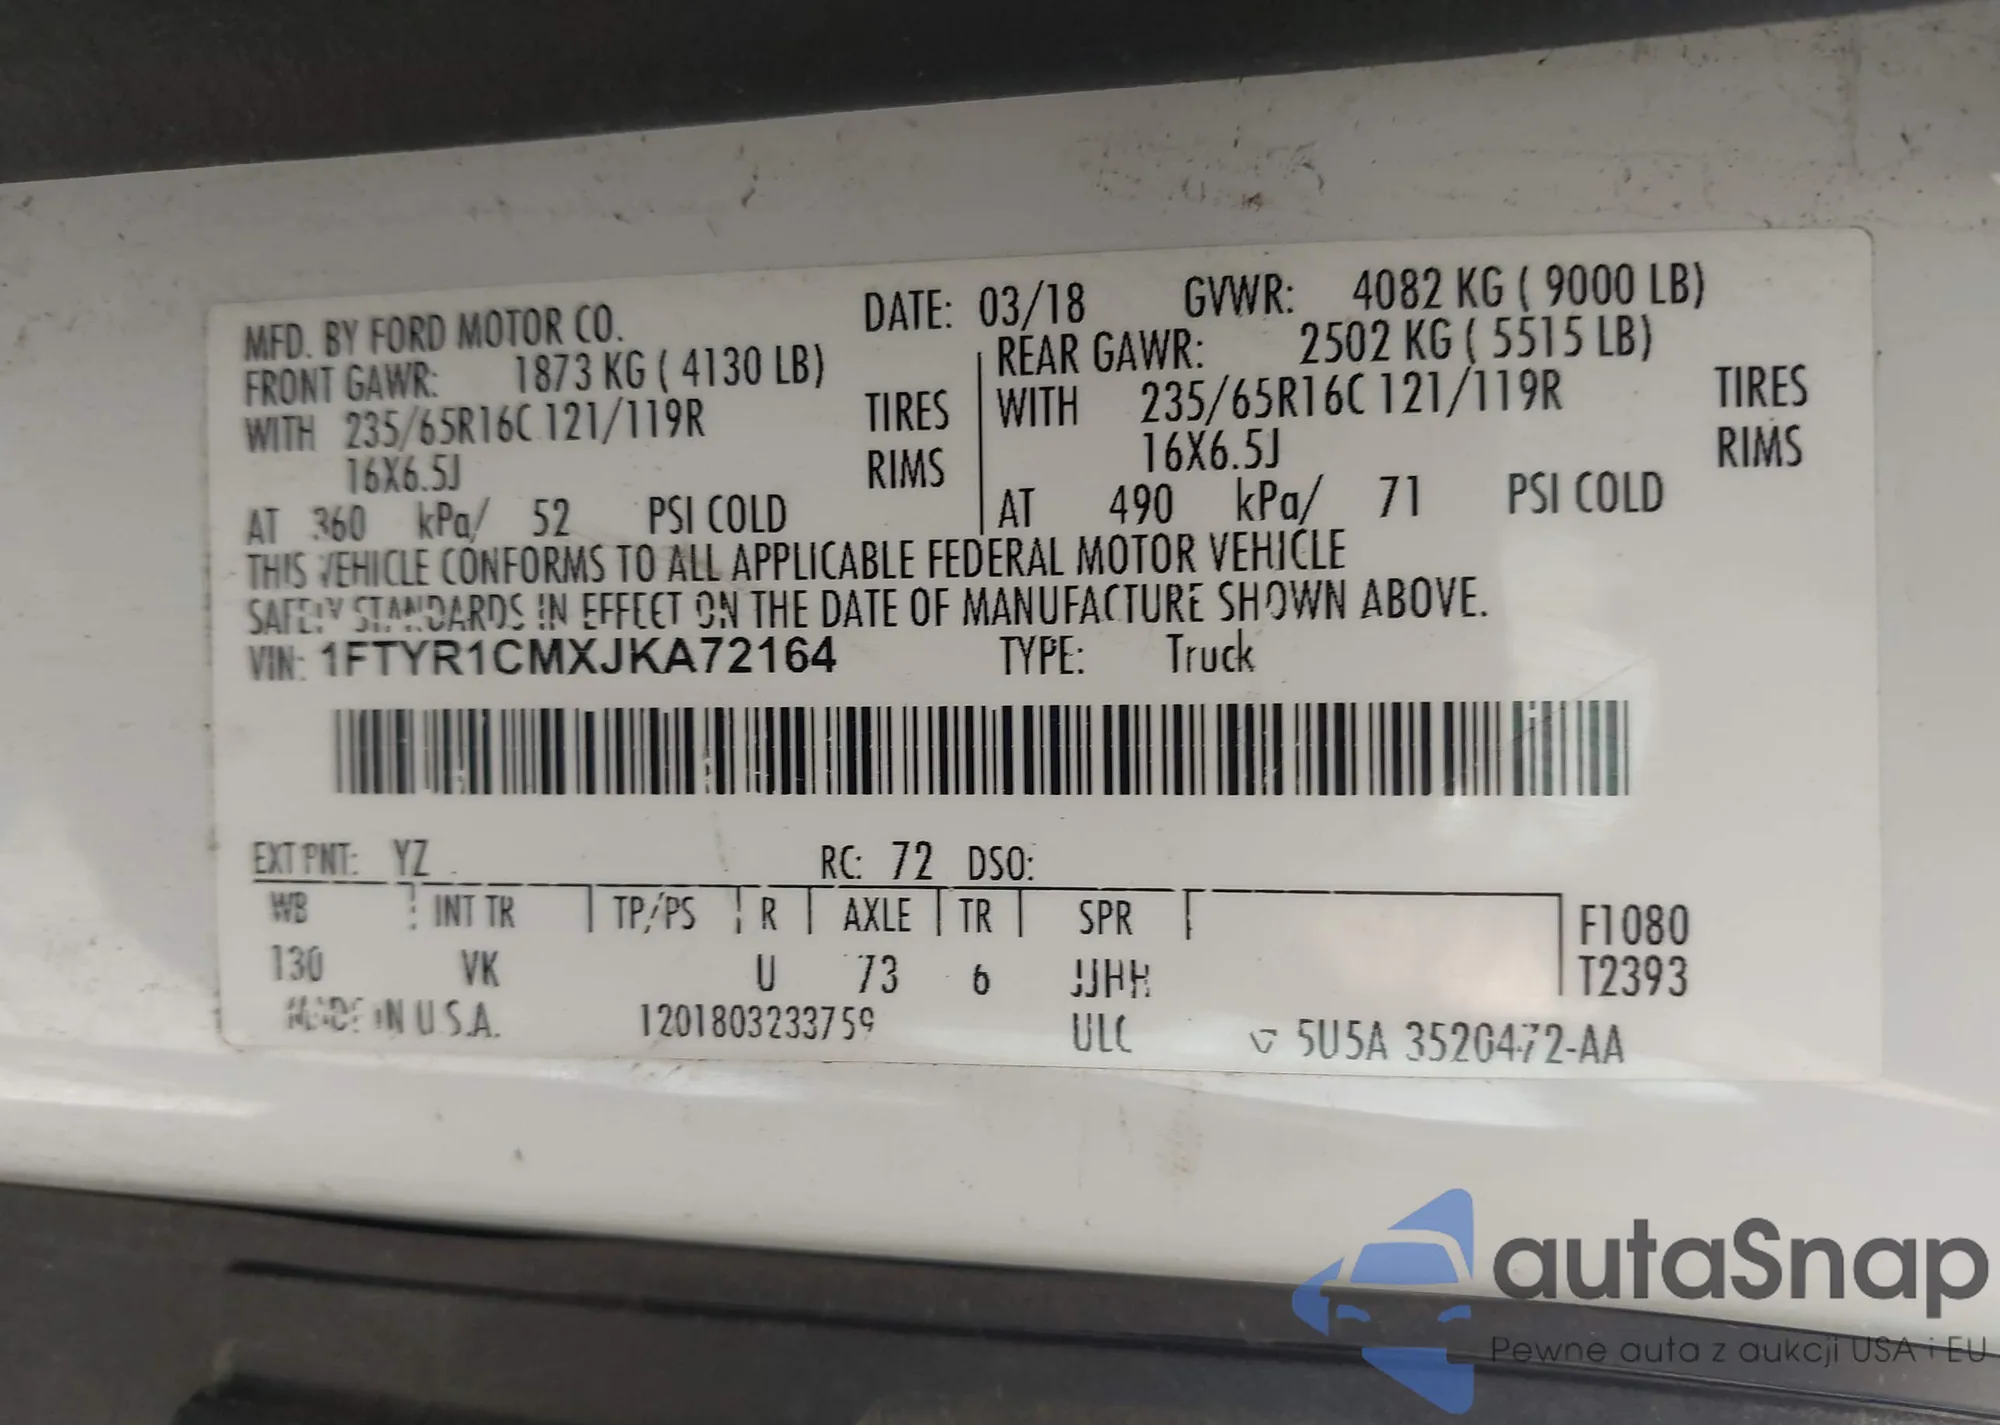 MFD. BY FORD MOTOR CO. DATE: 03/18 GVWR: 4082 KG ( 9000 LB)
FRONT GAWR: 1873 KG ( 4130 LB) REAR GAWR: 2502 KG ( 5515 LB)
WITH 235/65R16C 121/119R TIRES WITH 235/65R16C 121/119R TIRES
16X6.5J RIMS 16X6.5J RIMS
AT 360 kPa/ 52 PSI COLD AT 490 kPa/ 71 PSI COLD
THIS VEHICLE CONFORMS TO ALL APPLICABLE FEDERAL MOTOR VEHICLE
SAFETY STANDARDS IN EFFECT ON THE DATE OF MANUFACTURE SHOWN ABOVE.
VIN: 1FTYR1CMXJKA72164 TYPE: Truck
EXT PNT: YZ RC: 72 DSO:
WB INT TR TP/PS R AXLE TR SPR F1080
130 VK U 73 6 JJHH T2393
MADE IN U.S.A. 1201803233759 ULC 5U5A 3520472-AA
autaSnap
Pewne auta z aukcji USA i EU